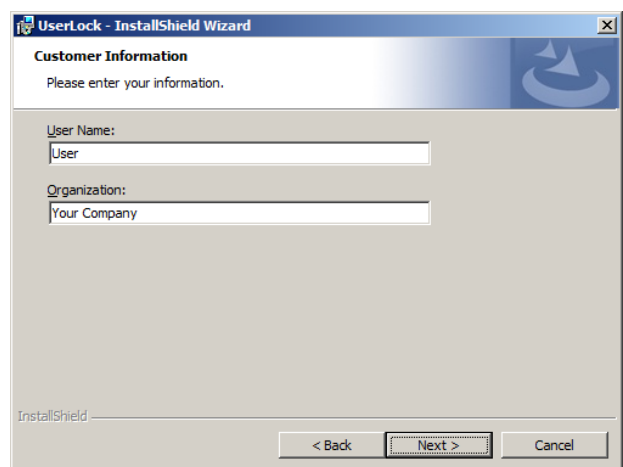 UserLock - InstallShield Wizard
Customer Information
Please enter your information.
User Name:
User
Organization:
Your Company
InstallShield
< Back
Next >
Cancel